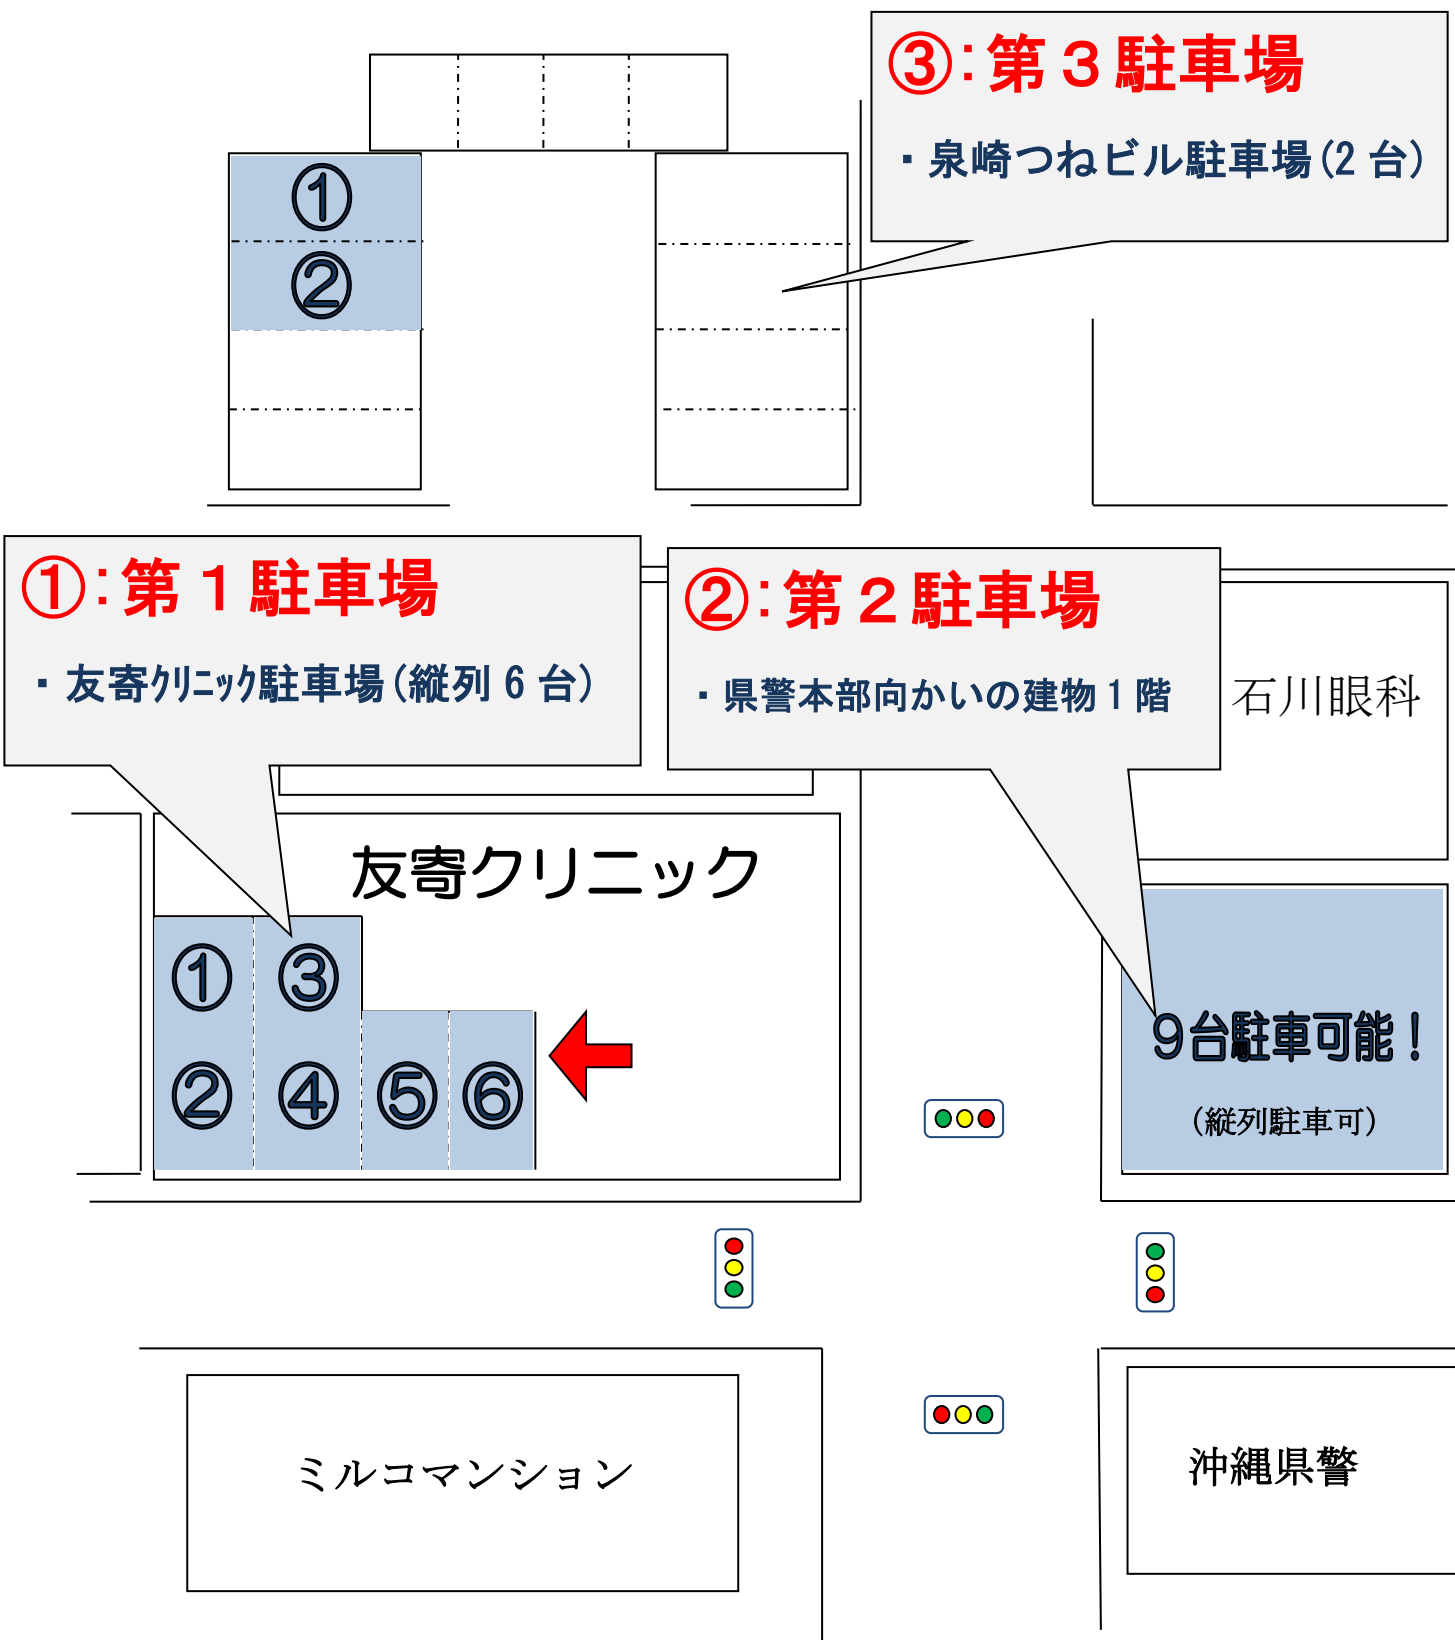 ③:第３駐車場
・泉崎つねビル駐車場(2台)
①
②
①:第１駐車場
・友寄ｸﾘﾆｯｸ駐車場(縦列6台)
②:第２駐車場
・県警本部向かいの建物1階
石川眼科
友寄クリニック
① ③
② ④ ⑤ ⑥
９台駐車可能！
(縦列駐車可)
ミルコマンション
沖縄県警